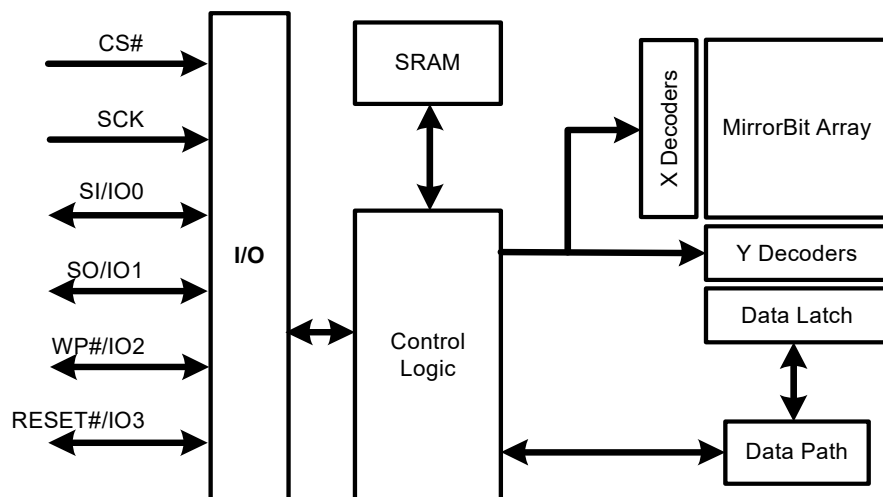 CS#
SCK
SI/IO0
SO/IO1
WP#/IO2
RESET#/IO3
I/O
SRAM
Control
Logic
X Decoders
MirrorBit Array
Y Decoders
Data Latch
Data Path